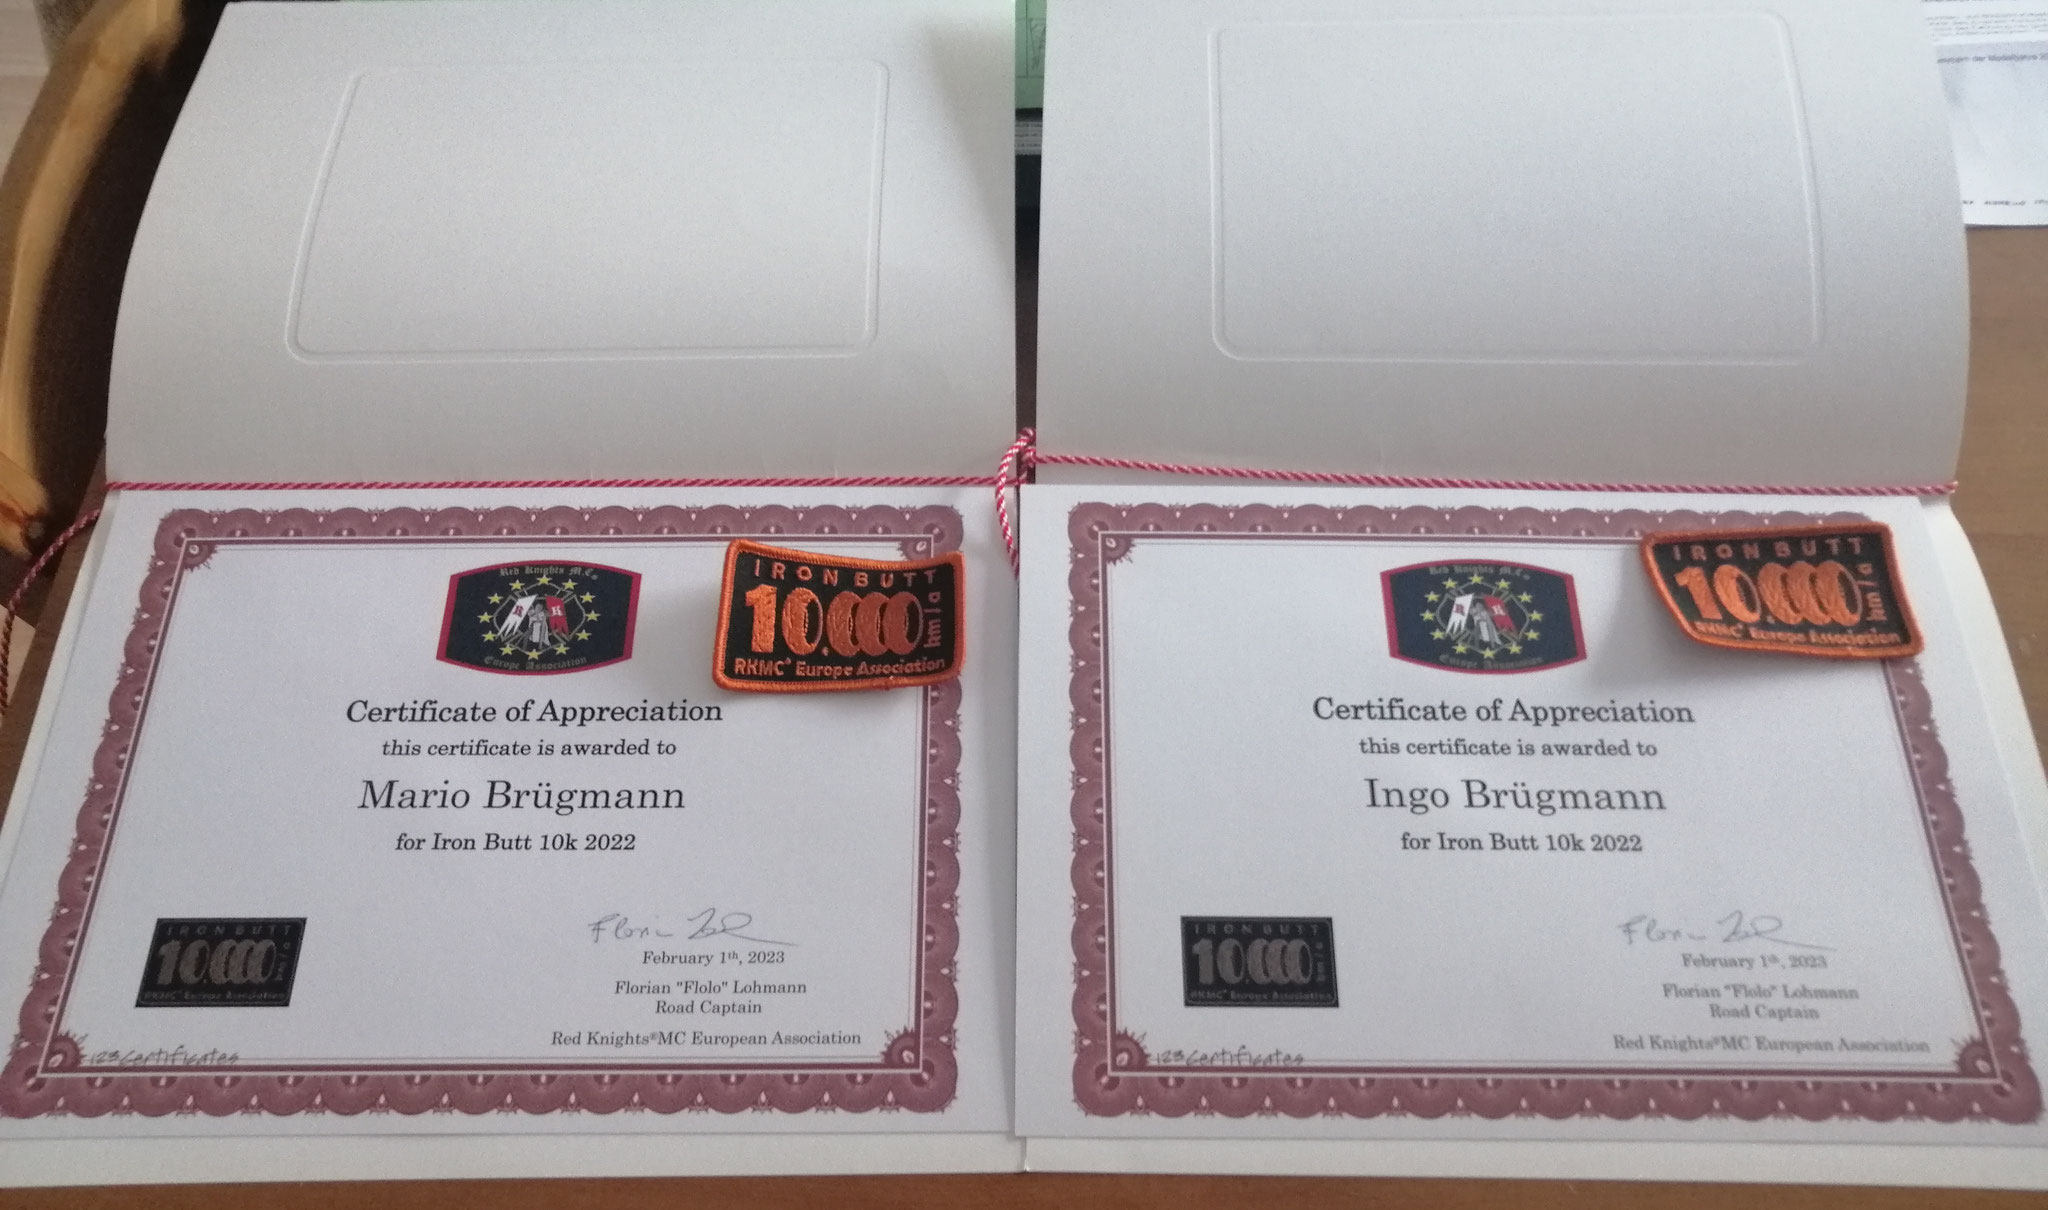 Red Knights M.C.
R K
Europe Association
IRON BUTT
10.000
km/a
RKMC® Europe Association
Certificate of Appreciation
this certificate is awarded to
Mario Brügmann
for Iron Butt 10k 2022
IRON BUTT
10.000
km/a
RKMC® Europe Association
February 1th, 2023
Florian "Flolo" Lohmann
Road Captain
Red Knights®MC European Association
123Certificates
Red Knights M.C.
R K
Europe Association
IRON BUTT
10.000
km/a
RKMC® Europe Association
Certificate of Appreciation
this certificate is awarded to
Ingo Brügmann
for Iron Butt 10k 2022
IRON BUTT
10.000
km/a
RKMC® Europe Association
February 1th, 2023
Florian "Flolo" Lohmann
Road Captain
Red Knights®MC European Association
123Certificates